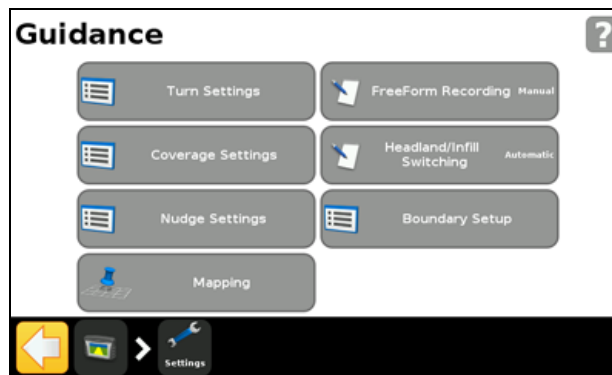 Guidance
?
Turn Settings
FreeForm Recording Manual
Coverage Settings
Headland/Infill
Switching
Automatic
Nudge Settings
Boundary Setup
Mapping
Settings